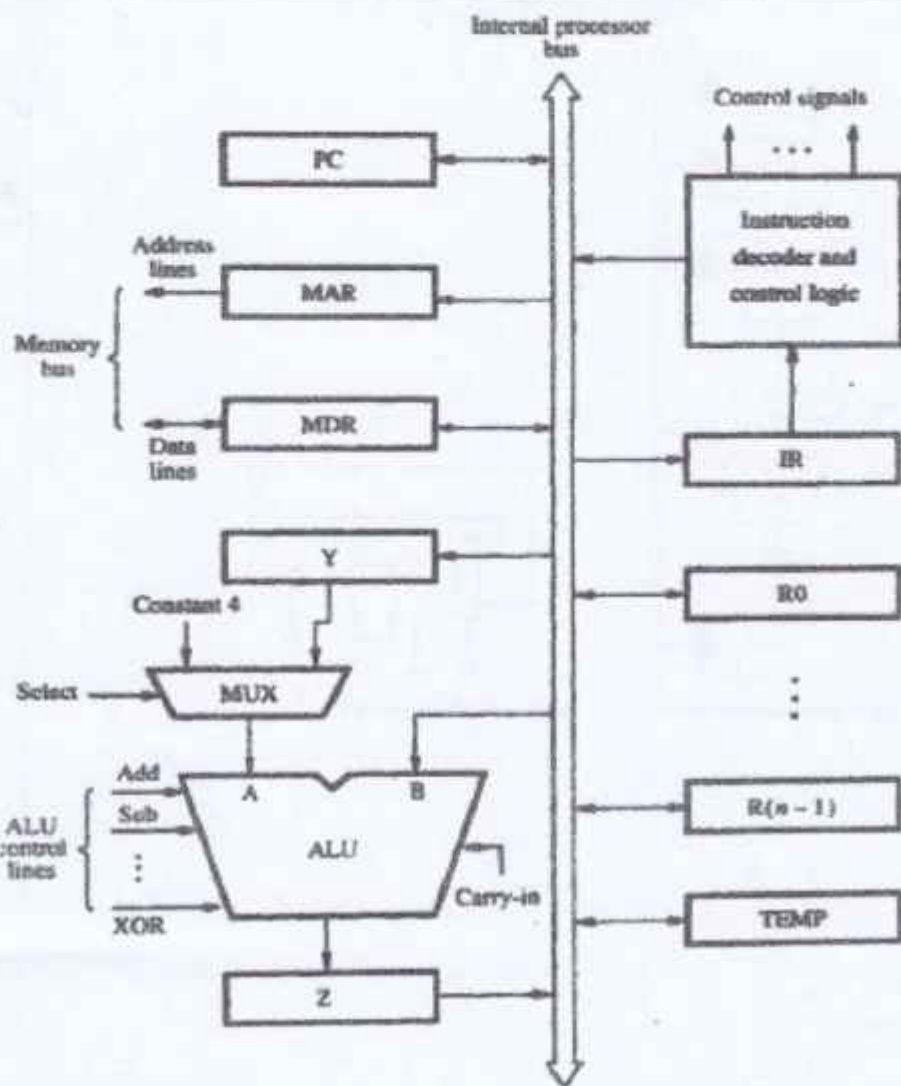 Internal processor
bus
Control signals
...
PC
Instruction
decoder and
control logic
Address
lines
MAR
Memory
bus
MDR
Data
lines
IR
Y
Constant 4
R0
Select
MUX
Add
A
B
R(n − 1)
Sub
ALU
control
lines
ALU
Carry-in
XOR
TEMP
Z